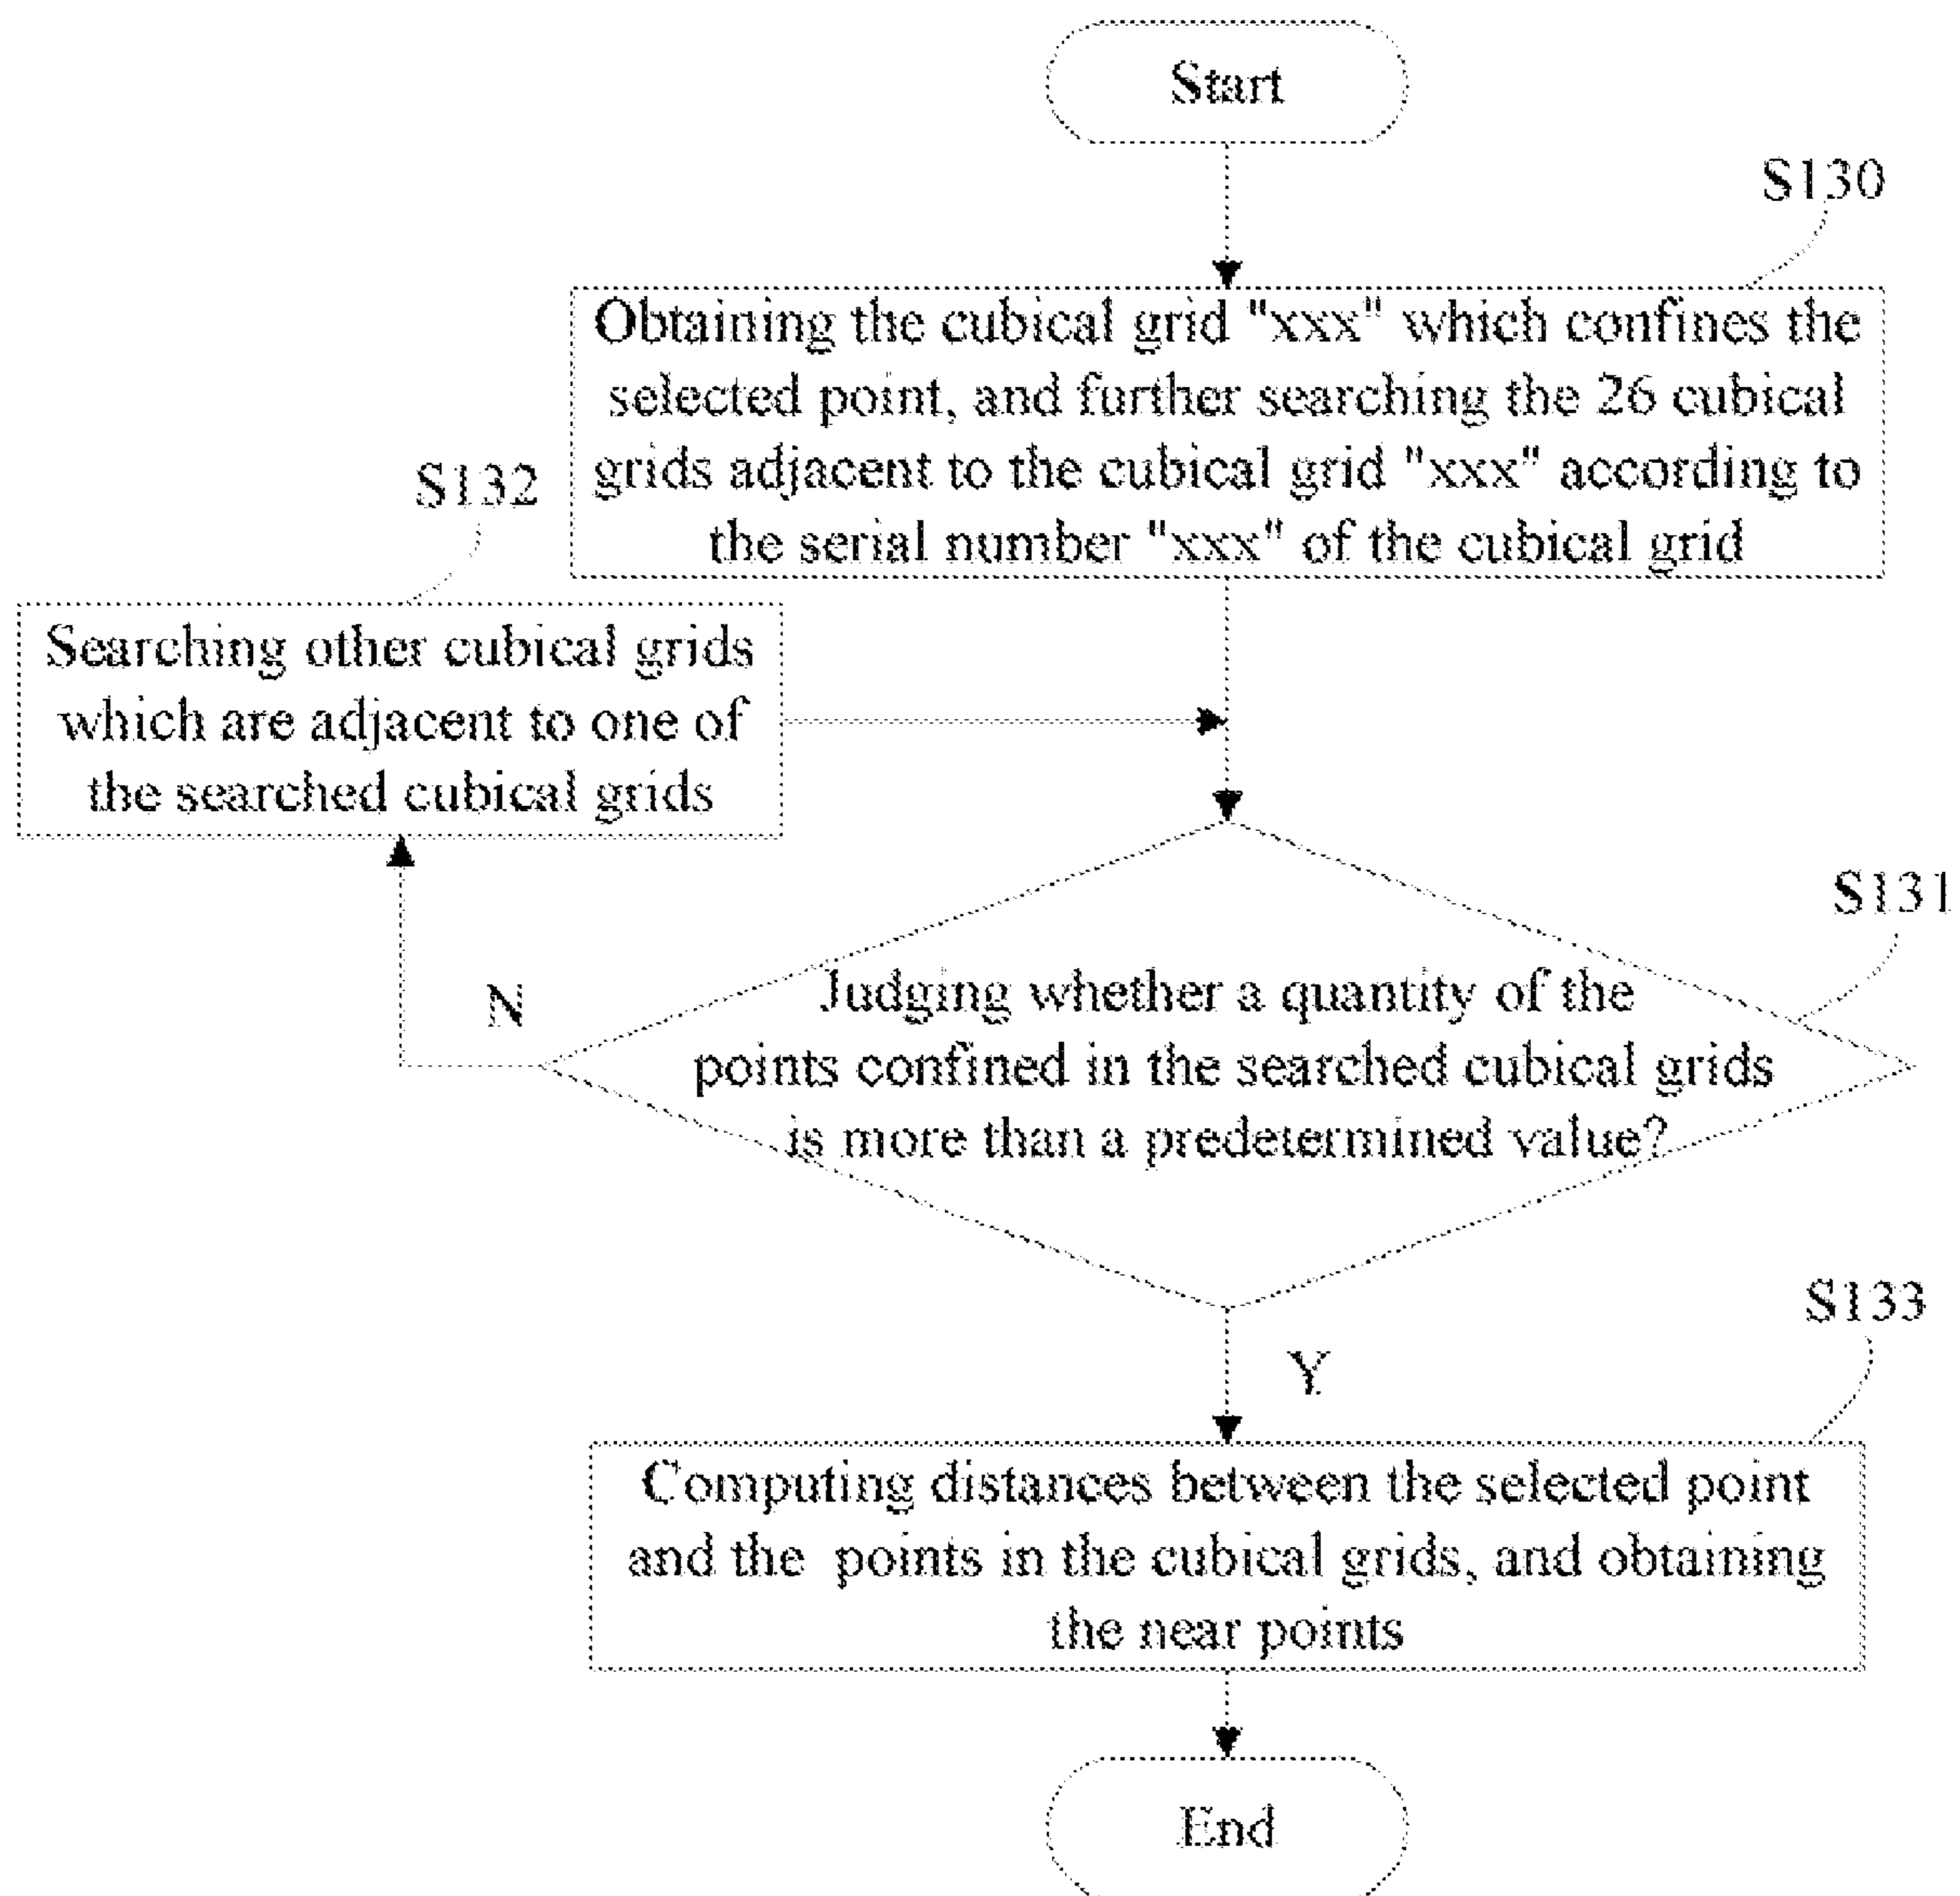 Start
S130
Obtaining the cubical grid "xxx" which confines the
selected point, and further searching the 26 cubical
grids adjacent to the cubical grid "xxx" according to
the serial number "xxx" of the cubical grid
S132
Searching other cubical grids
which are adjacent to one of
the searched cubical grids
S131
N
Judging whether a quantity of the
points confined in the searched cubical grids
is more than a predetermined value?
S133
Y
Computing distances between the selected point
and the points in the cubical grids, and obtaining
the near points
End